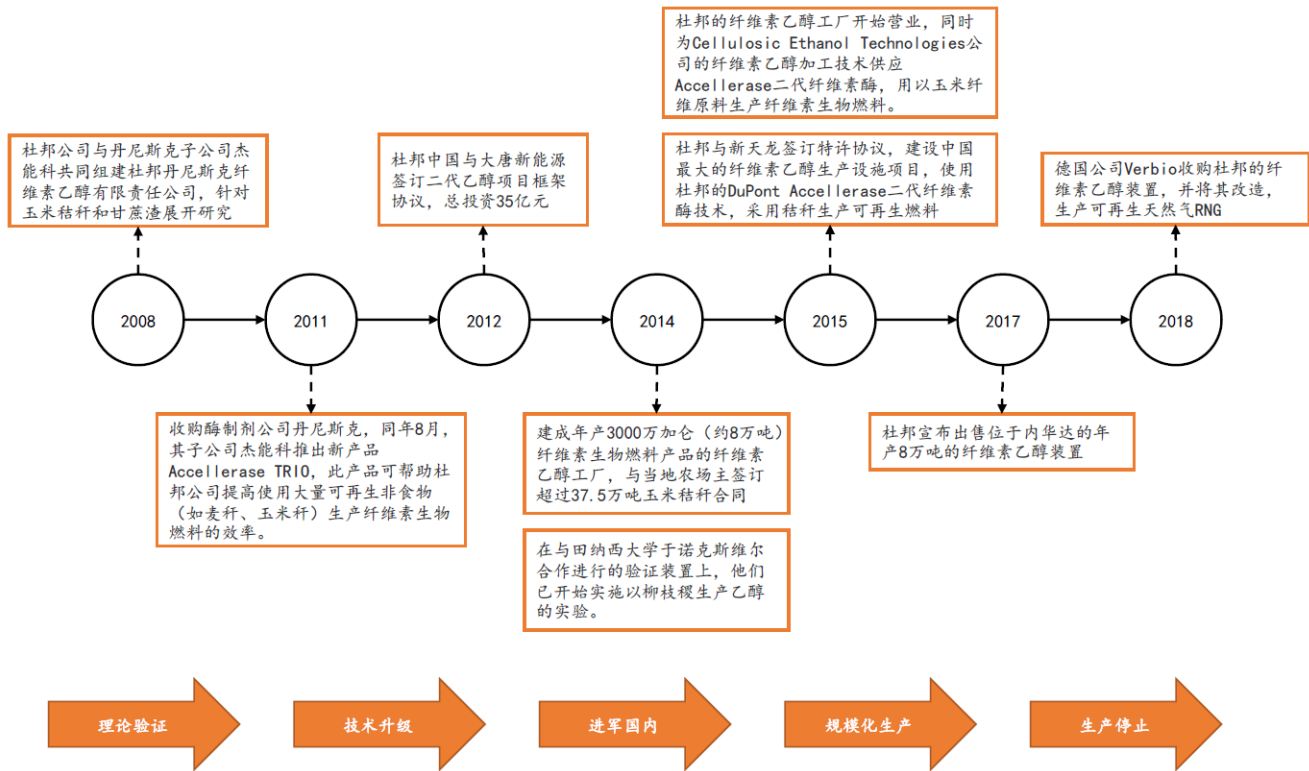 杜邦的纤维素乙醇工厂开始营业，同时
为Cellulosic Ethanol Technologies公
司的纤维素乙醇加工技术供应
Accellerase二代纤维素酶，用以玉米纤
维原料生产纤维素生物燃料。
杜邦公司与丹尼斯克子公司杰
能科共同组建杜邦丹尼斯克纤
维素乙醇有限责任公司，针对
玉米秸秆和甘蔗渣展开研究
杜邦中国与大唐新能源
签订二代乙醇项目框架
协议，总投资35亿元
杜邦与新天龙签订特许协议，建设中国
最大的纤维素乙醇生产设施项目，使用
杜邦的DuPont Accellerase二代纤维素
酶技术，采用秸秆生产可再生燃料
德国公司Verbio收购杜邦的纤
维素乙醇装置，并将其改造，
生产可再生天然气RNG
2008
2011
2012
2014
2015
2017
2018
收购酶制剂公司丹尼斯克，同年8月，
其子公司杰能科推出新产品
Accellerase TRIO，此产品可帮助杜
邦公司提高使用大量可再生非食物
（如麦秆、玉米秆）生产纤维素生物
燃料的效率。
建成年产3000万加仑（约8万吨）
纤维素生物燃料产品的纤维素
乙醇工厂，与当地农场主签订
超过37.5万吨玉米秸秆合同
在与田纳西大学于诺克斯维尔
合作进行的验证装置上，他们
已开始实施以柳枝稷生产乙醇
的实验。
杜邦宣布出售位于内华达的年
产8万吨的纤维素乙醇装置
理论验证
技术升级
进军国内
规模化生产
生产停止